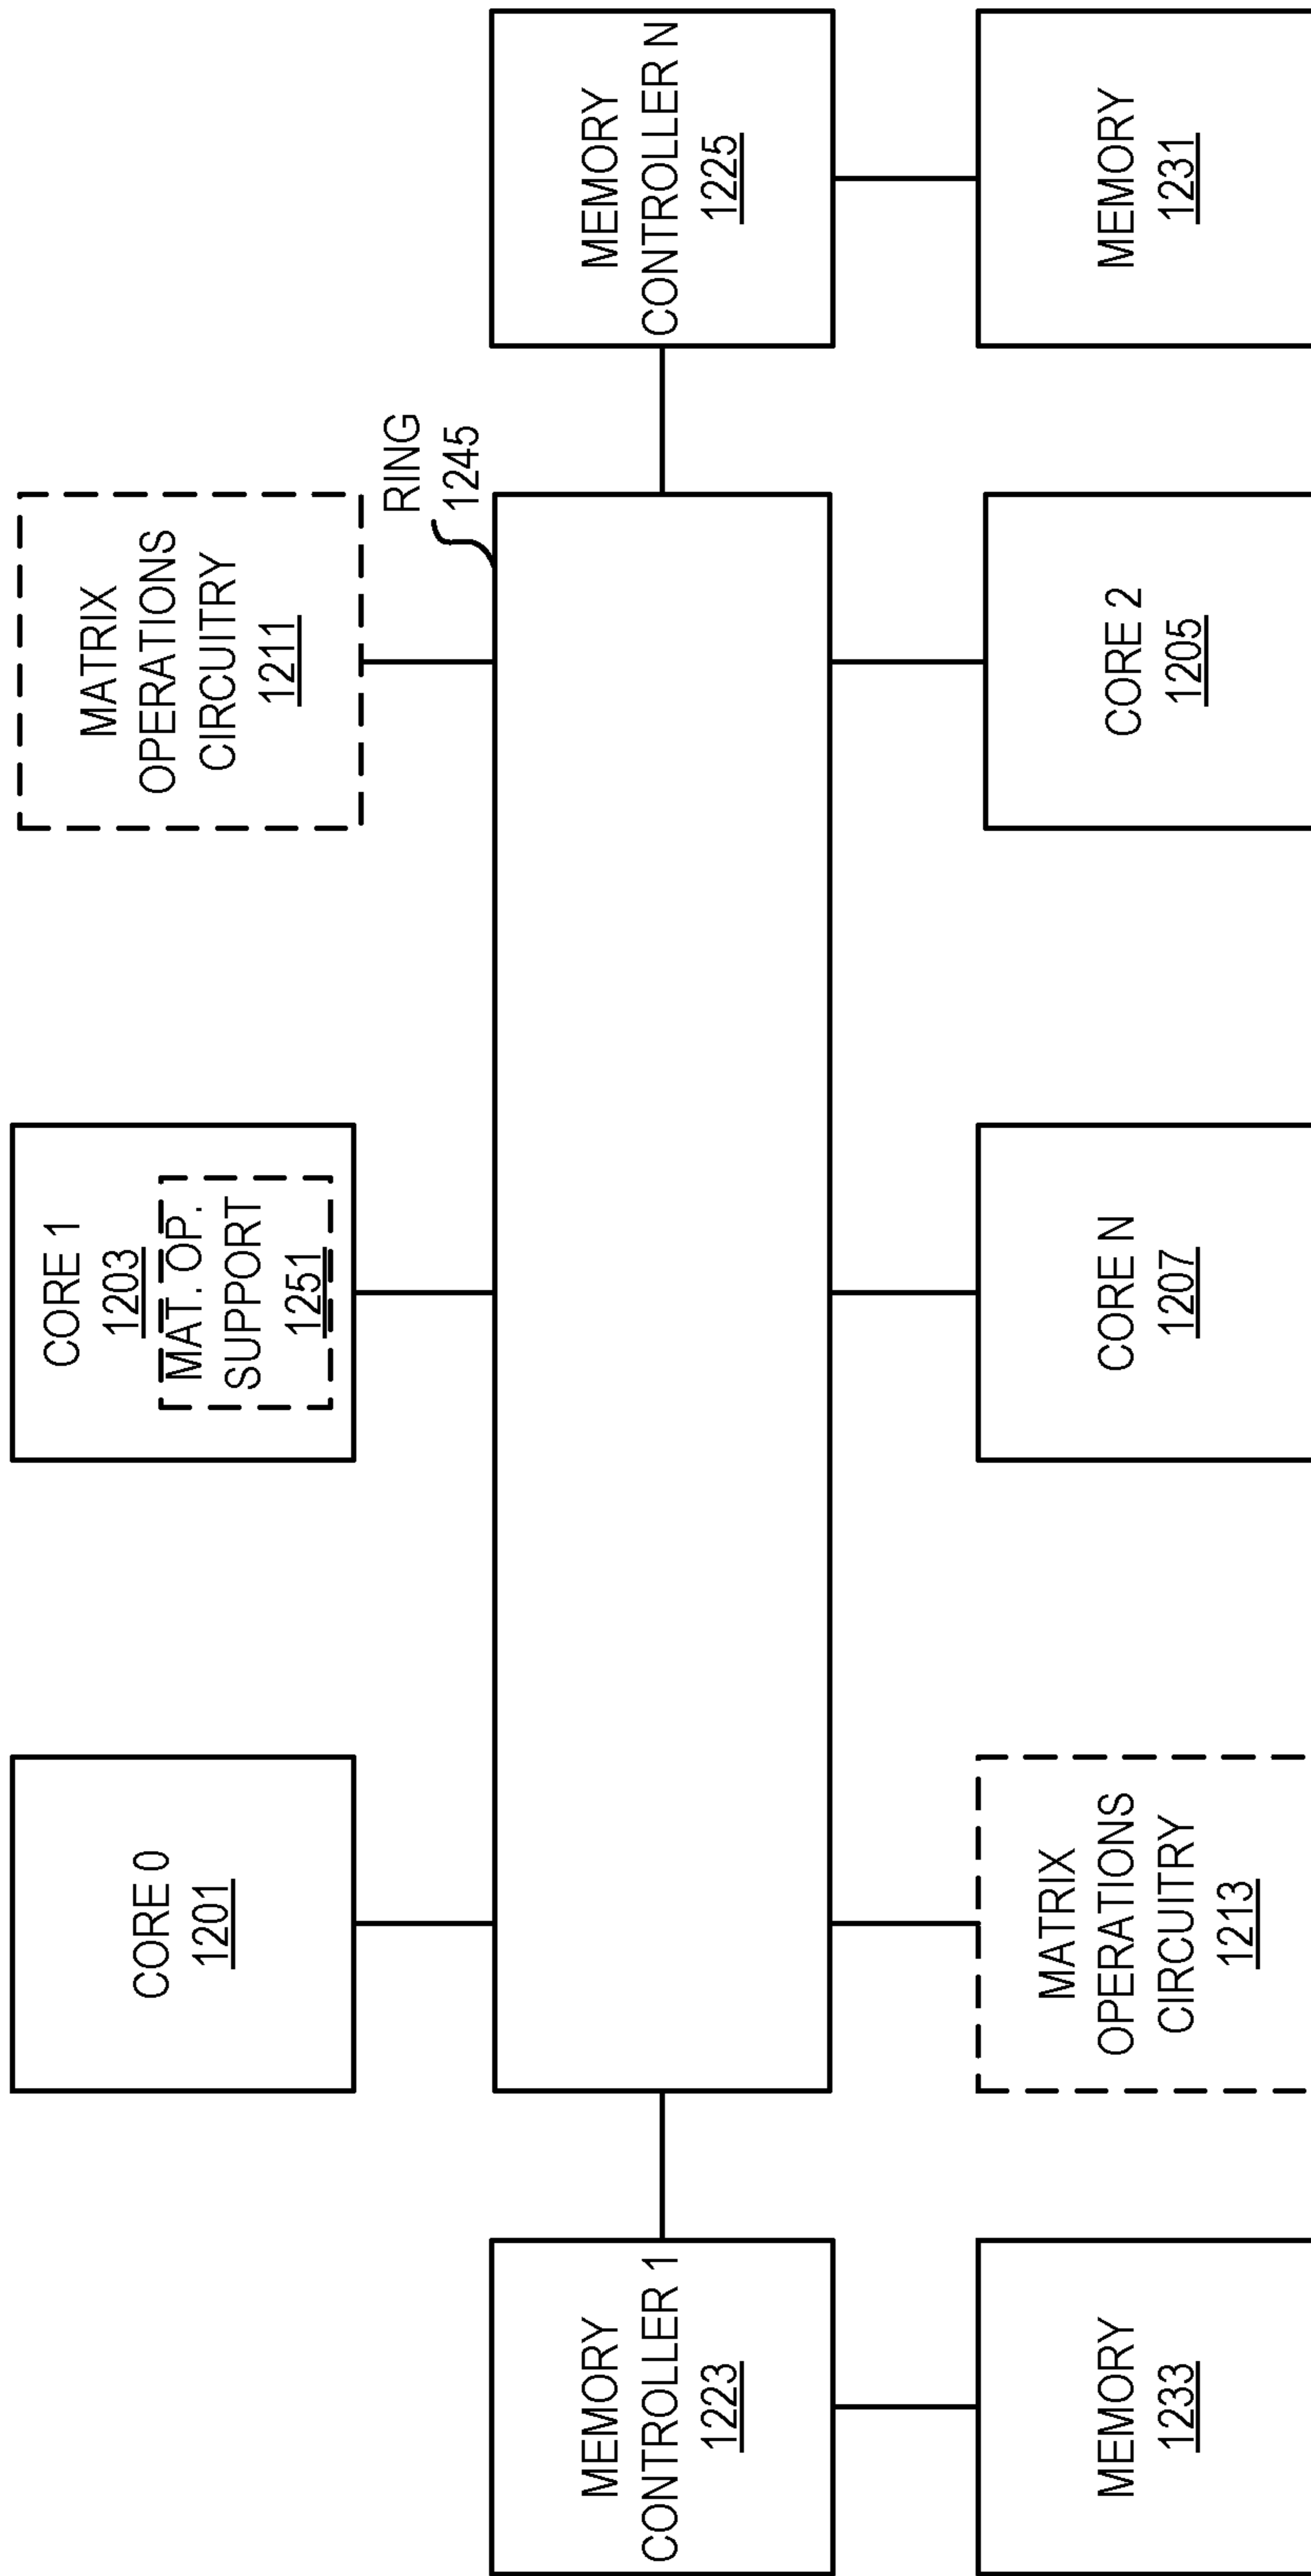 CORE 0
1201
CORE 1
1203
MAT. OP.
SUPPORT
1251
MATRIX
OPERATIONS
CIRCUITRY
1211
RING
1245
MEMORY
CONTROLLER 1
1223
MEMORY
CONTROLLER N
1225
MEMORY
1233
MATRIX
OPERATIONS
CIRCUITRY
1213
CORE N
1207
CORE 2
1205
MEMORY
1231